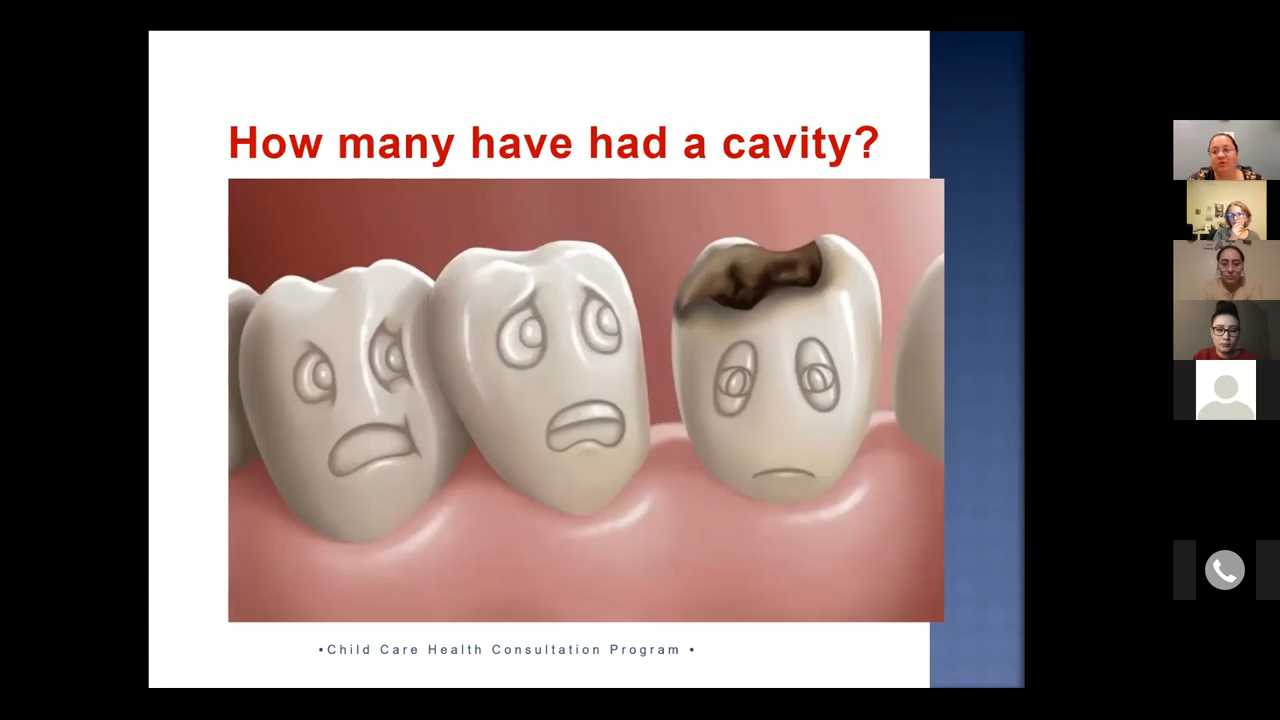 How many have had a cavity?
•Child Care Health Consultation Program •